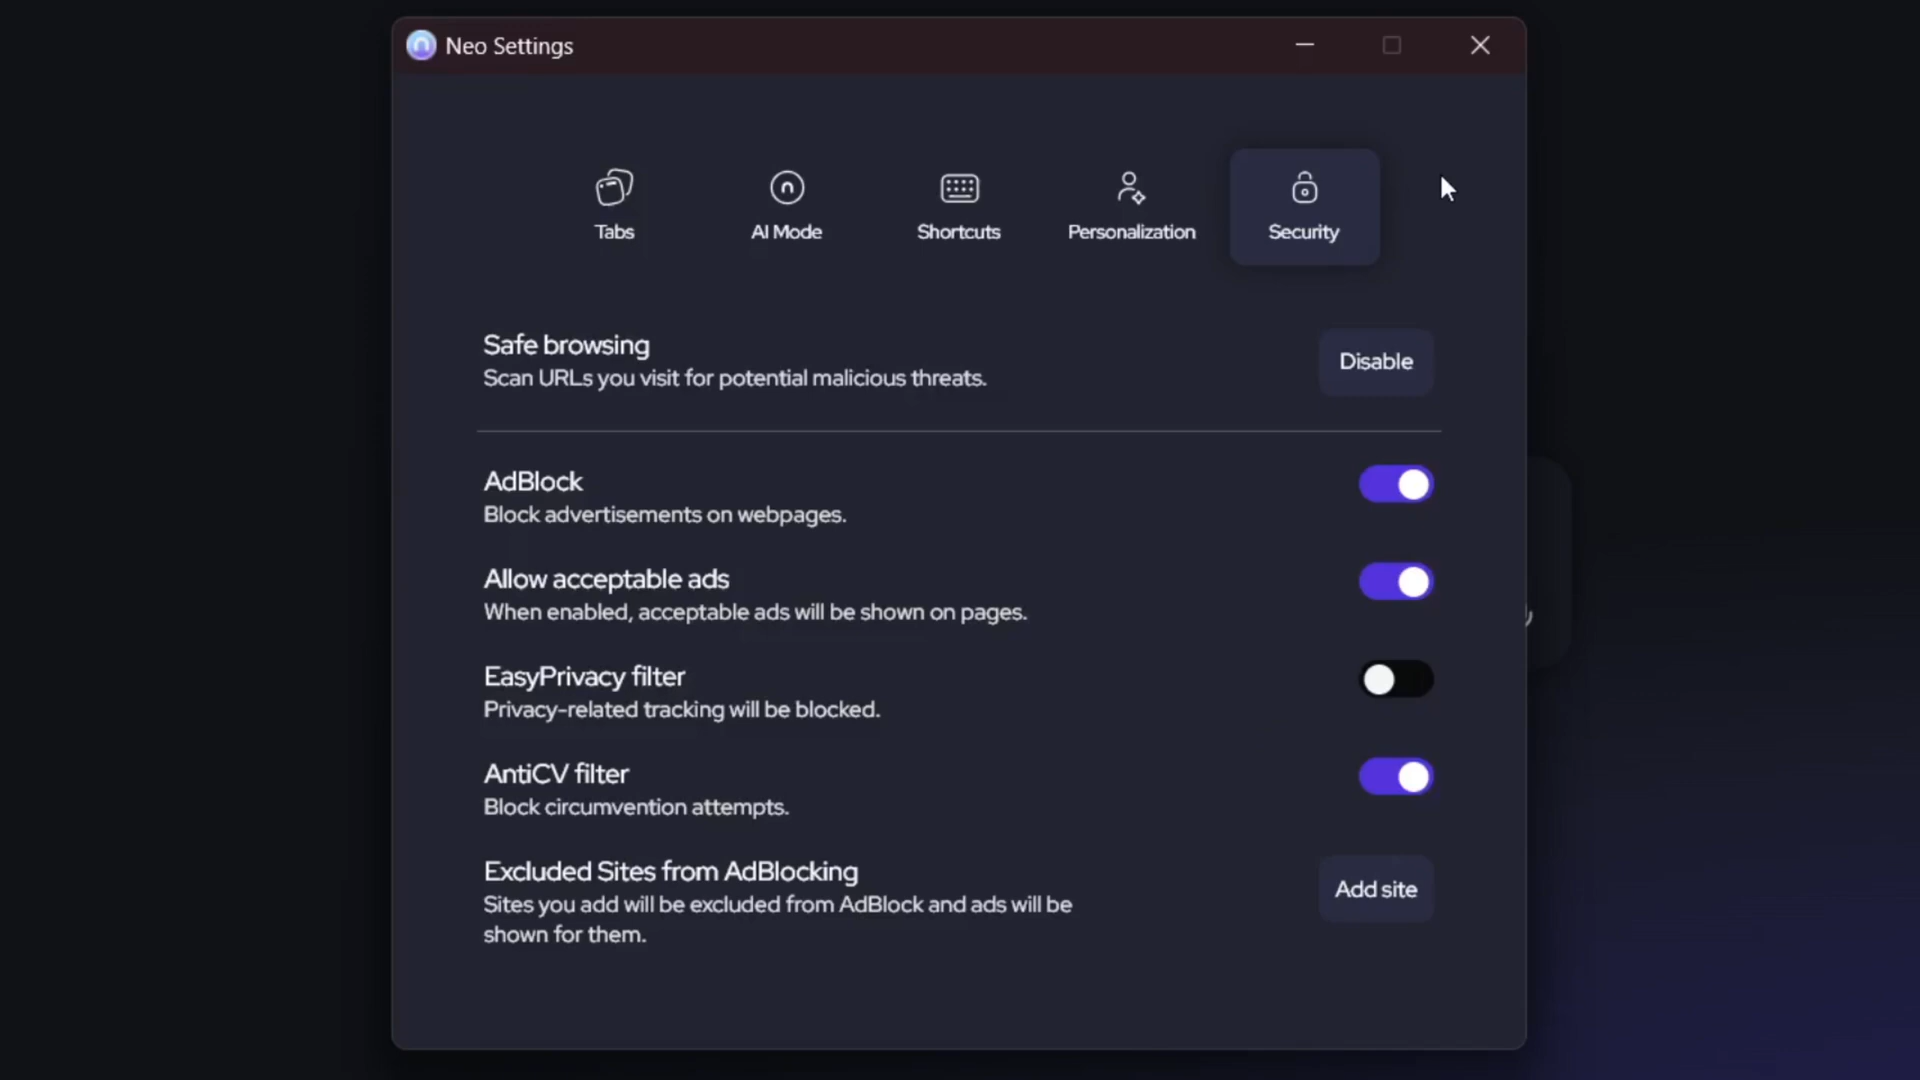 Neo Settings
Tabs
AI Mode
Shortcuts
Personalization
Security
Safe browsing
Scan URLs you visit for potential malicious threats.
Disable
AdBlock
Block advertisements on webpages.
Allow acceptable ads
When enabled, acceptable ads will be shown on pages.
EasyPrivacy filter
Privacy-related tracking will be blocked.
AntiCV filter
Block circumvention attempts.
Excluded Sites from AdBlocking
Sites you add will be excluded from AdBlock and ads will be
shown for them.
Add site